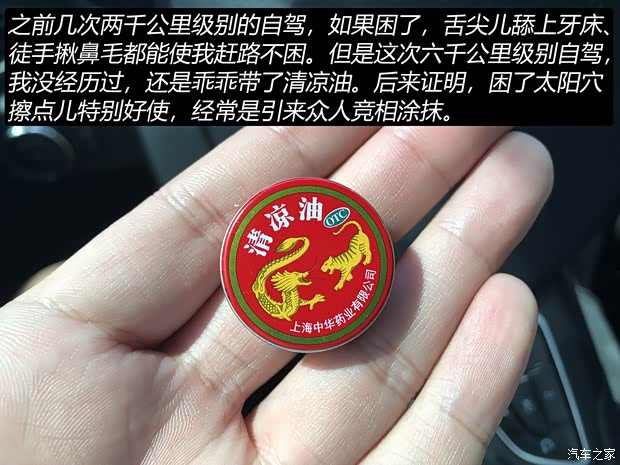 之前几次两千公里级别的自驾，如果困了，舌尖儿舔上牙床、
徒手揪鼻毛都能使我赶路不困。但是这次六千公里级别自驾，
我没经历过，还是乖乖带了清凉油。后来证明，困了太阳穴
擦点儿特别好使，经常是引来众人竞相涂抹。
清凉油
OTC
上海中华药业有限公司
汽车之家